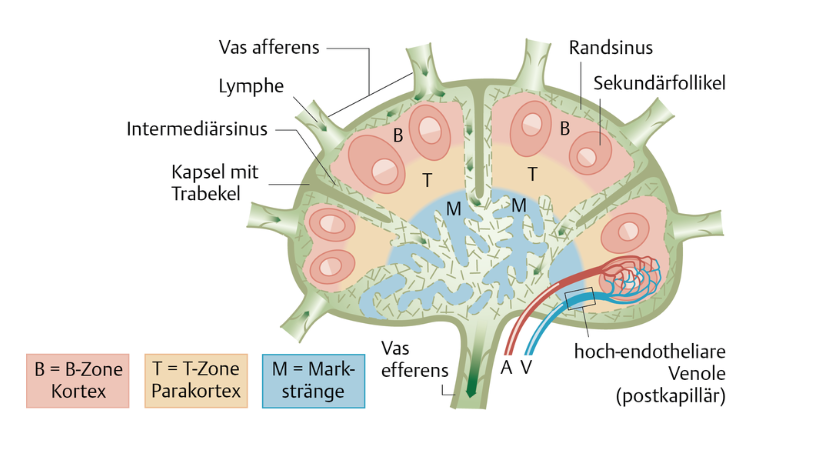 Vas afferens
Randsinus
Lymphe
Sekundärfollikel
Intermediärsinus
B
B
Kapsel mit
Trabekel
T
T
M
M
Vas
efferens
A V
hoch-endotheliare
Venole
(postkapillär)
B = B-Zone
Kortex
T = T-Zone
Parakortex
M = Mark-
stränge